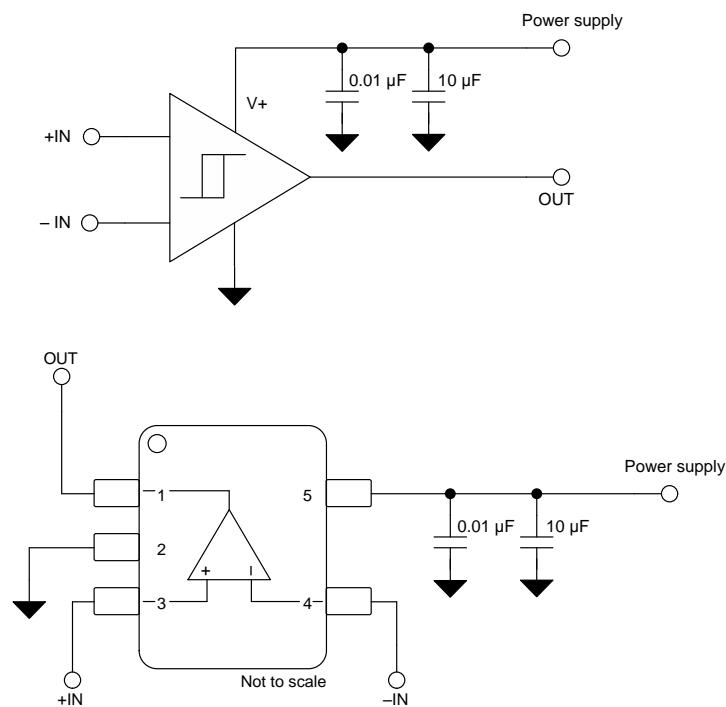 Power supply
0.01 µF
10 µF
V+
+IN
– IN
OUT
OUT
Power supply
1
5
0.01 µF
10 µF
2
+
–
3
4
Not to scale
+IN
–IN